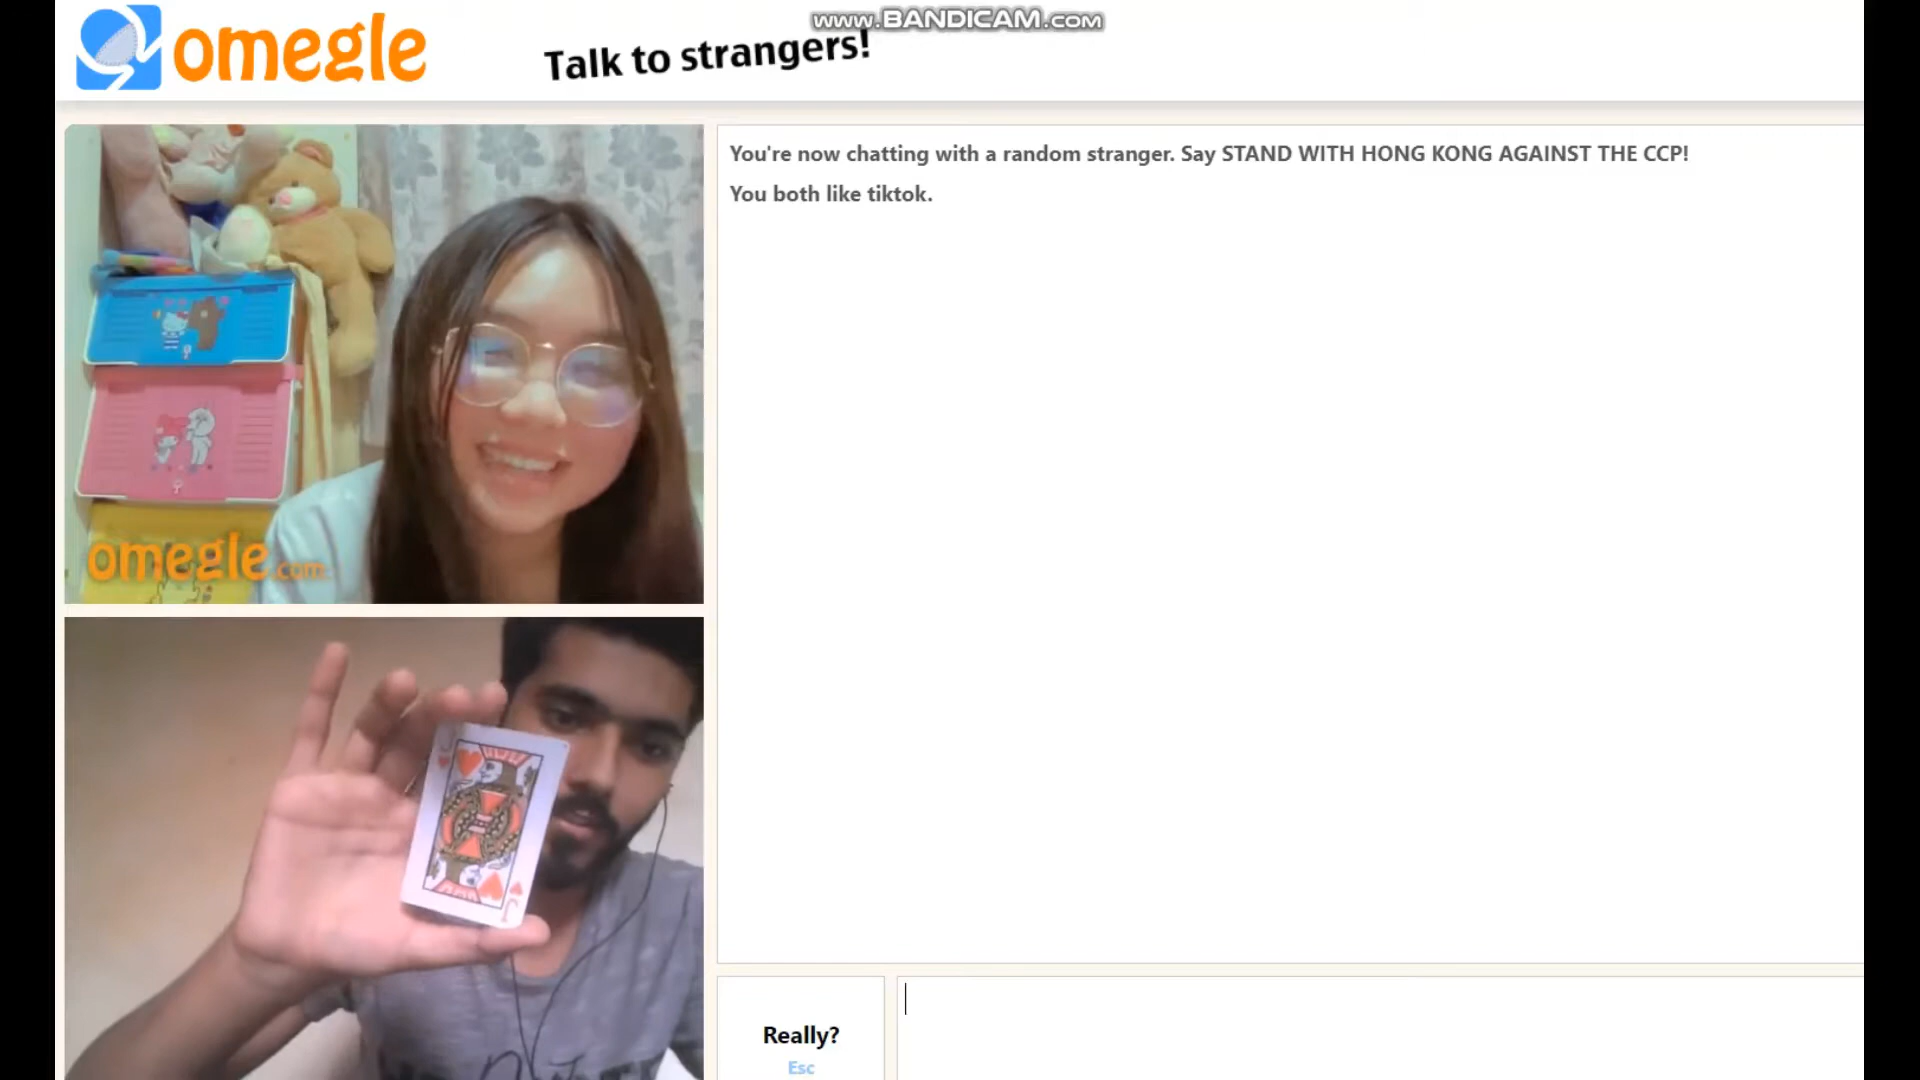 www.BANDICAM.com
omegle
Talk to strangers!
You're now chatting with a random stranger. Say STAND WITH HONG KONG AGAINST THE CCP!
You both like tiktok.
omegle.com
J
J
Really?
Esc